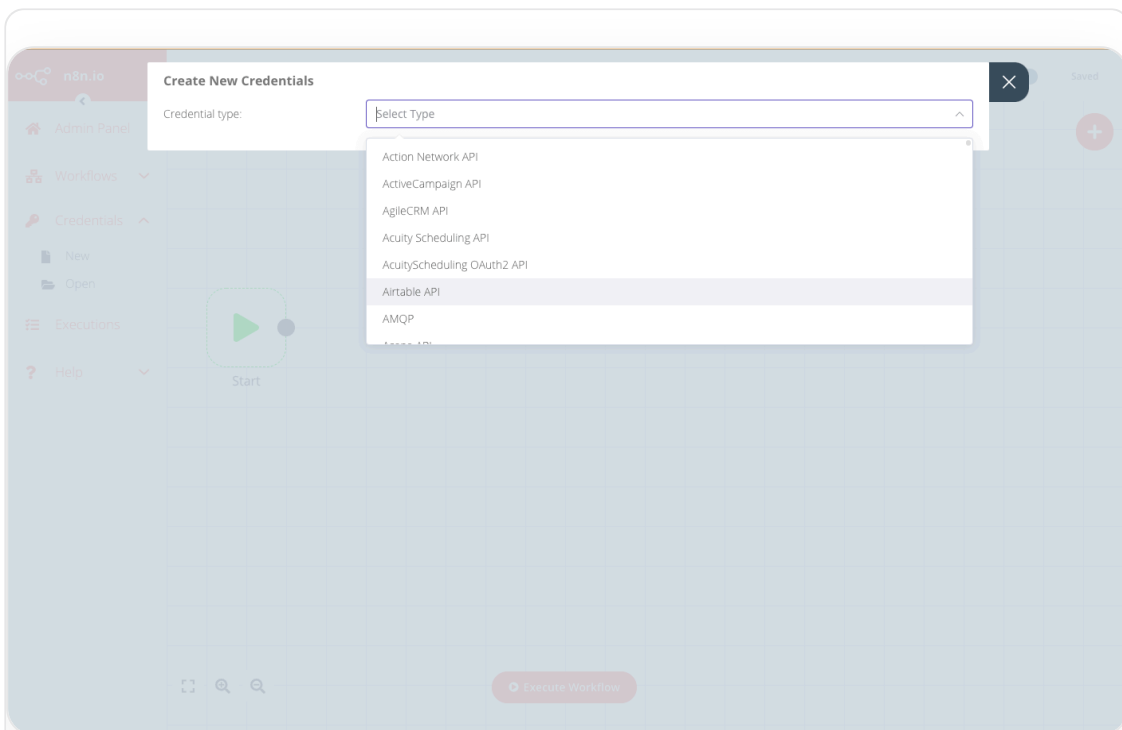 n8n.io
Create New Credentials
Saved
Credential type:
Select Type
Admin Panel
Action Network API
Workflows
ActiveCampaign API
AgileCRM API
Credentials
Acuity Scheduling API
New
AcuityScheduling OAuth2 API
Open
Airtable API
AMQP
Executions
Help
Start
Execute Workflow